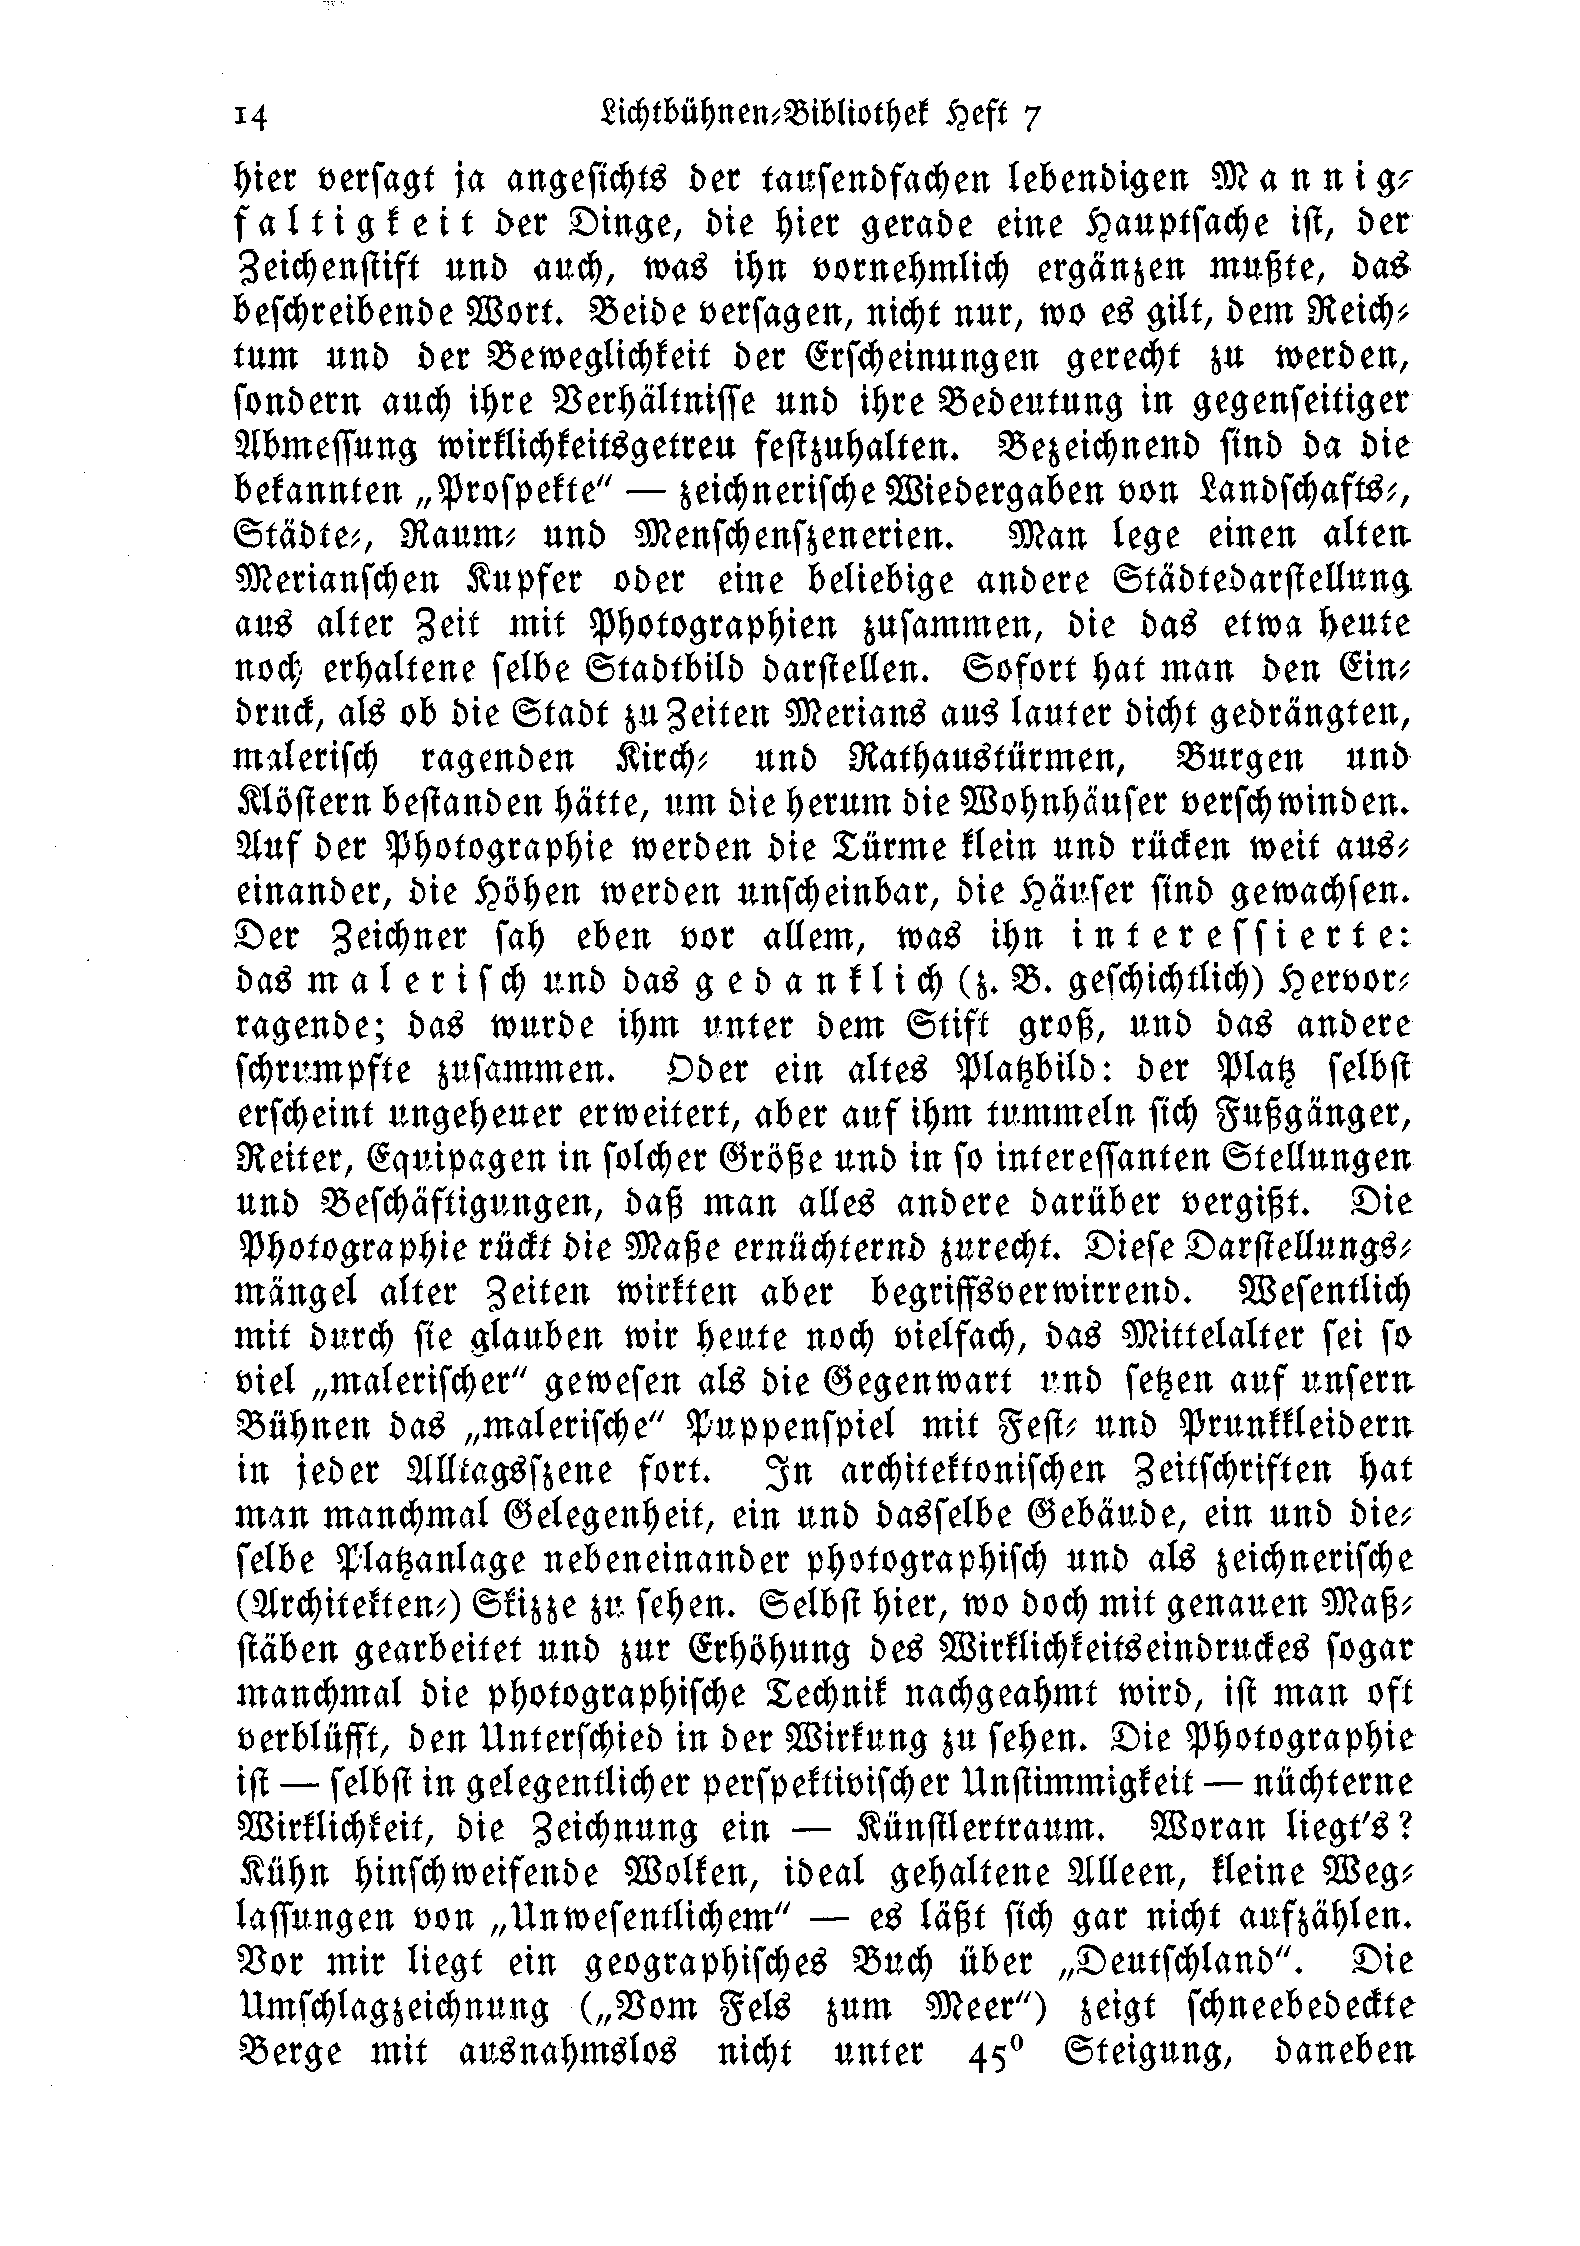 14 Lichtbühnen-Bibliothek Heft 7
hier versagt ja angesichts der tausendfachen lebendigen Mannig-
faltigkeit der Dinge, die hier gerade eine Hauptsache ist, der
Zeichenstift und auch, was ihn vornehmlich ergänzen mußte, das
beschreibende Wort. Beide versagen, nicht nur, wo es gilt, dem Reich-
tum und der Beweglichkeit der Erscheinungen gerecht zu werden,
sondern auch ihre Verhältnisse und ihre Bedeutung in gegenseitiger
Abmessung wirklichkeitsgetreu festzuhalten. Bezeichnend sind da die
bekannten „Prospekte“ — zeichnerische Wiedergaben von Landschafts-,
Städte-, Raum- und Menschenszenerien. Man lege einen alten
Merianschen Kupfer oder eine beliebige andere Städtedarstellung
aus alter Zeit mit Photographien zusammen, die das etwa heute
noch erhaltene selbe Stadtbild darstellen. Sofort hat man den Ein-
druck, als ob die Stadt zu Zeiten Merians aus lauter dicht gedrängten,
malerisch ragenden Kirch- und Rathaustürmen, Burgen und
Klöstern bestanden hätte, um die herum die Wohnhäuser verschwinden.
Auf der Photographie werden die Türme klein und rücken weit aus-
einander, die Höhen werden unscheinbar, die Häuser sind gewachsen.
Der Zeichner sah eben vor allem, was ihn interessierte:
das malerisch und das gedanklich (z. B. geschichtlich) Hervor-
ragende; das wurde ihm unter dem Stift groß, und das andere
schrumpfte zusammen. Oder ein altes Platzbild: der Platz selbst
erscheint ungeheuer erweitert, aber auf ihm tummeln sich Fußgänger,
Reiter, Equipagen in solcher Größe und in so interessanten Stellungen
und Beschäftigungen, daß man alles andere darüber vergißt. Die
Photographie rückt die Maße ernüchternd zurecht. Diese Darstellungs-
mängel alter Zeiten wirkten aber begriffsverwirrend. Wesentlich
mit durch sie glauben wir heute noch vielfach, das Mittelalter sei so
viel „malerischer“ gewesen als die Gegenwart und setzen auf unsern
Bühnen das „malerische“ Puppenspiel mit Fest- und Prunkkleidern
in jeder Alltagsszene fort. In architektonischen Zeitschriften hat
man manchmal Gelegenheit, ein und dasselbe Gebäude, ein und die-
selbe Platzanlage nebeneinander photographisch und als zeichnerische
(Architekten-) Skizze zu sehen. Selbst hier, wo doch mit genauen Maß-
stäben gearbeitet und zur Erhöhung des Wirklichkeitseindruckes sogar
manchmal die photographische Technik nachgeahmt wird, ist man oft
verblüfft, den Unterschied in der Wirkung zu sehen. Die Photographie
ist — selbst in gelegentlicher perspektivischer Unstimmigkeit — nüchterne
Wirklichkeit, die Zeichnung ein — Künstlertraum. Woran liegt's?
Kühn hinschweifende Wolken, ideal gehaltene Alleen, kleine Weg-
lassungen von „Unwesentlichem“ — es läßt sich gar nicht aufzählen.
Vor mir liegt ein geographisches Buch über „Deutschland“. Die
Umschlagzeichnung („Vom Fels zum Meer“) zeigt schneebedeckte
Berge mit ausnahmslos nicht unter 45⁰ Steigung, daneben